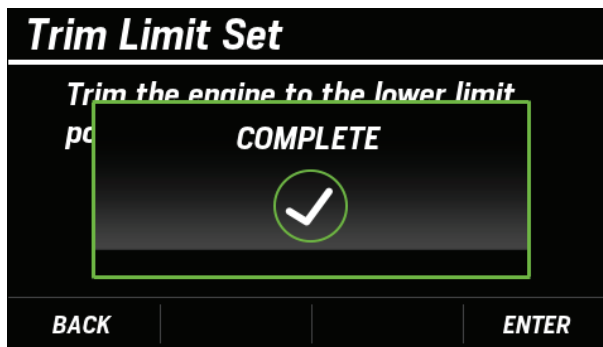 Trim Limit Set
Trim the engine to the lower limit
COMPLETE
BACK
ENTER